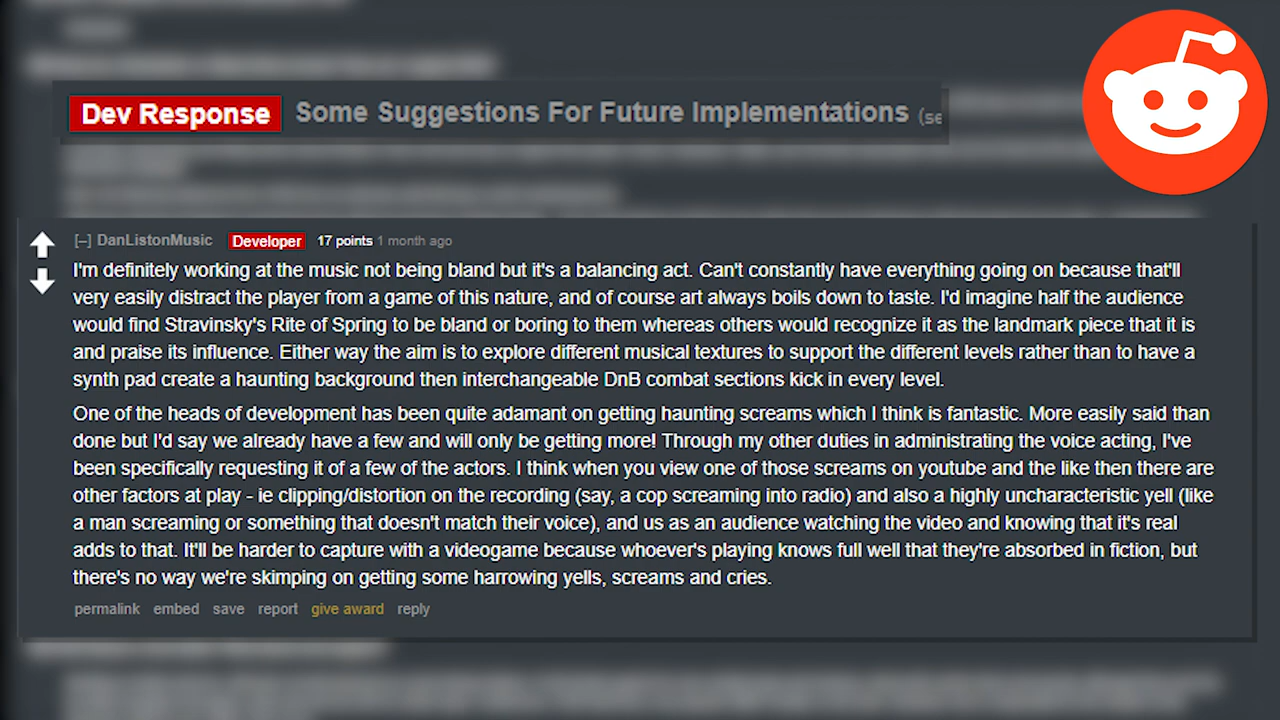 Dev Response Some Suggestions For Future Implementations (se
[–] DanListonMusic Developer 17 points 1 month ago
I'm definitely working at the music not being bland but it's a balancing act. Can't constantly have everything going on because that'll
very easily distract the player from a game of this nature, and of course art always boils down to taste. I'd imagine half the audience
would find Stravinsky's Rite of Spring to be bland or boring to them whereas others would recognize it as the landmark piece that it is
and praise its influence. Either way the aim is to explore different musical textures to support the different levels rather than to have a
synth pad create a haunting background then interchangeable DnB combat sections kick in every level.
One of the heads of development has been quite adamant on getting haunting screams which I think is fantastic. More easily said than
done but I'd say we already have a few and will only be getting more! Through my other duties in administrating the voice acting, I've
been specifically requesting it of a few of the actors. I think when you view one of those screams on youtube and the like then there are
other factors at play - ie clipping/distortion on the recording (say, a cop screaming into radio) and also a highly uncharacteristic yell (like
a man screaming or something that doesn't match their voice), and us as an audience watching the video and knowing that it's real
adds to that. It'll be harder to capture with a videogame because whoever's playing knows full well that they're absorbed in fiction, but
there's no way we're skimping on getting some harrowing yells, screams and cries.
permalink embed save report give award reply